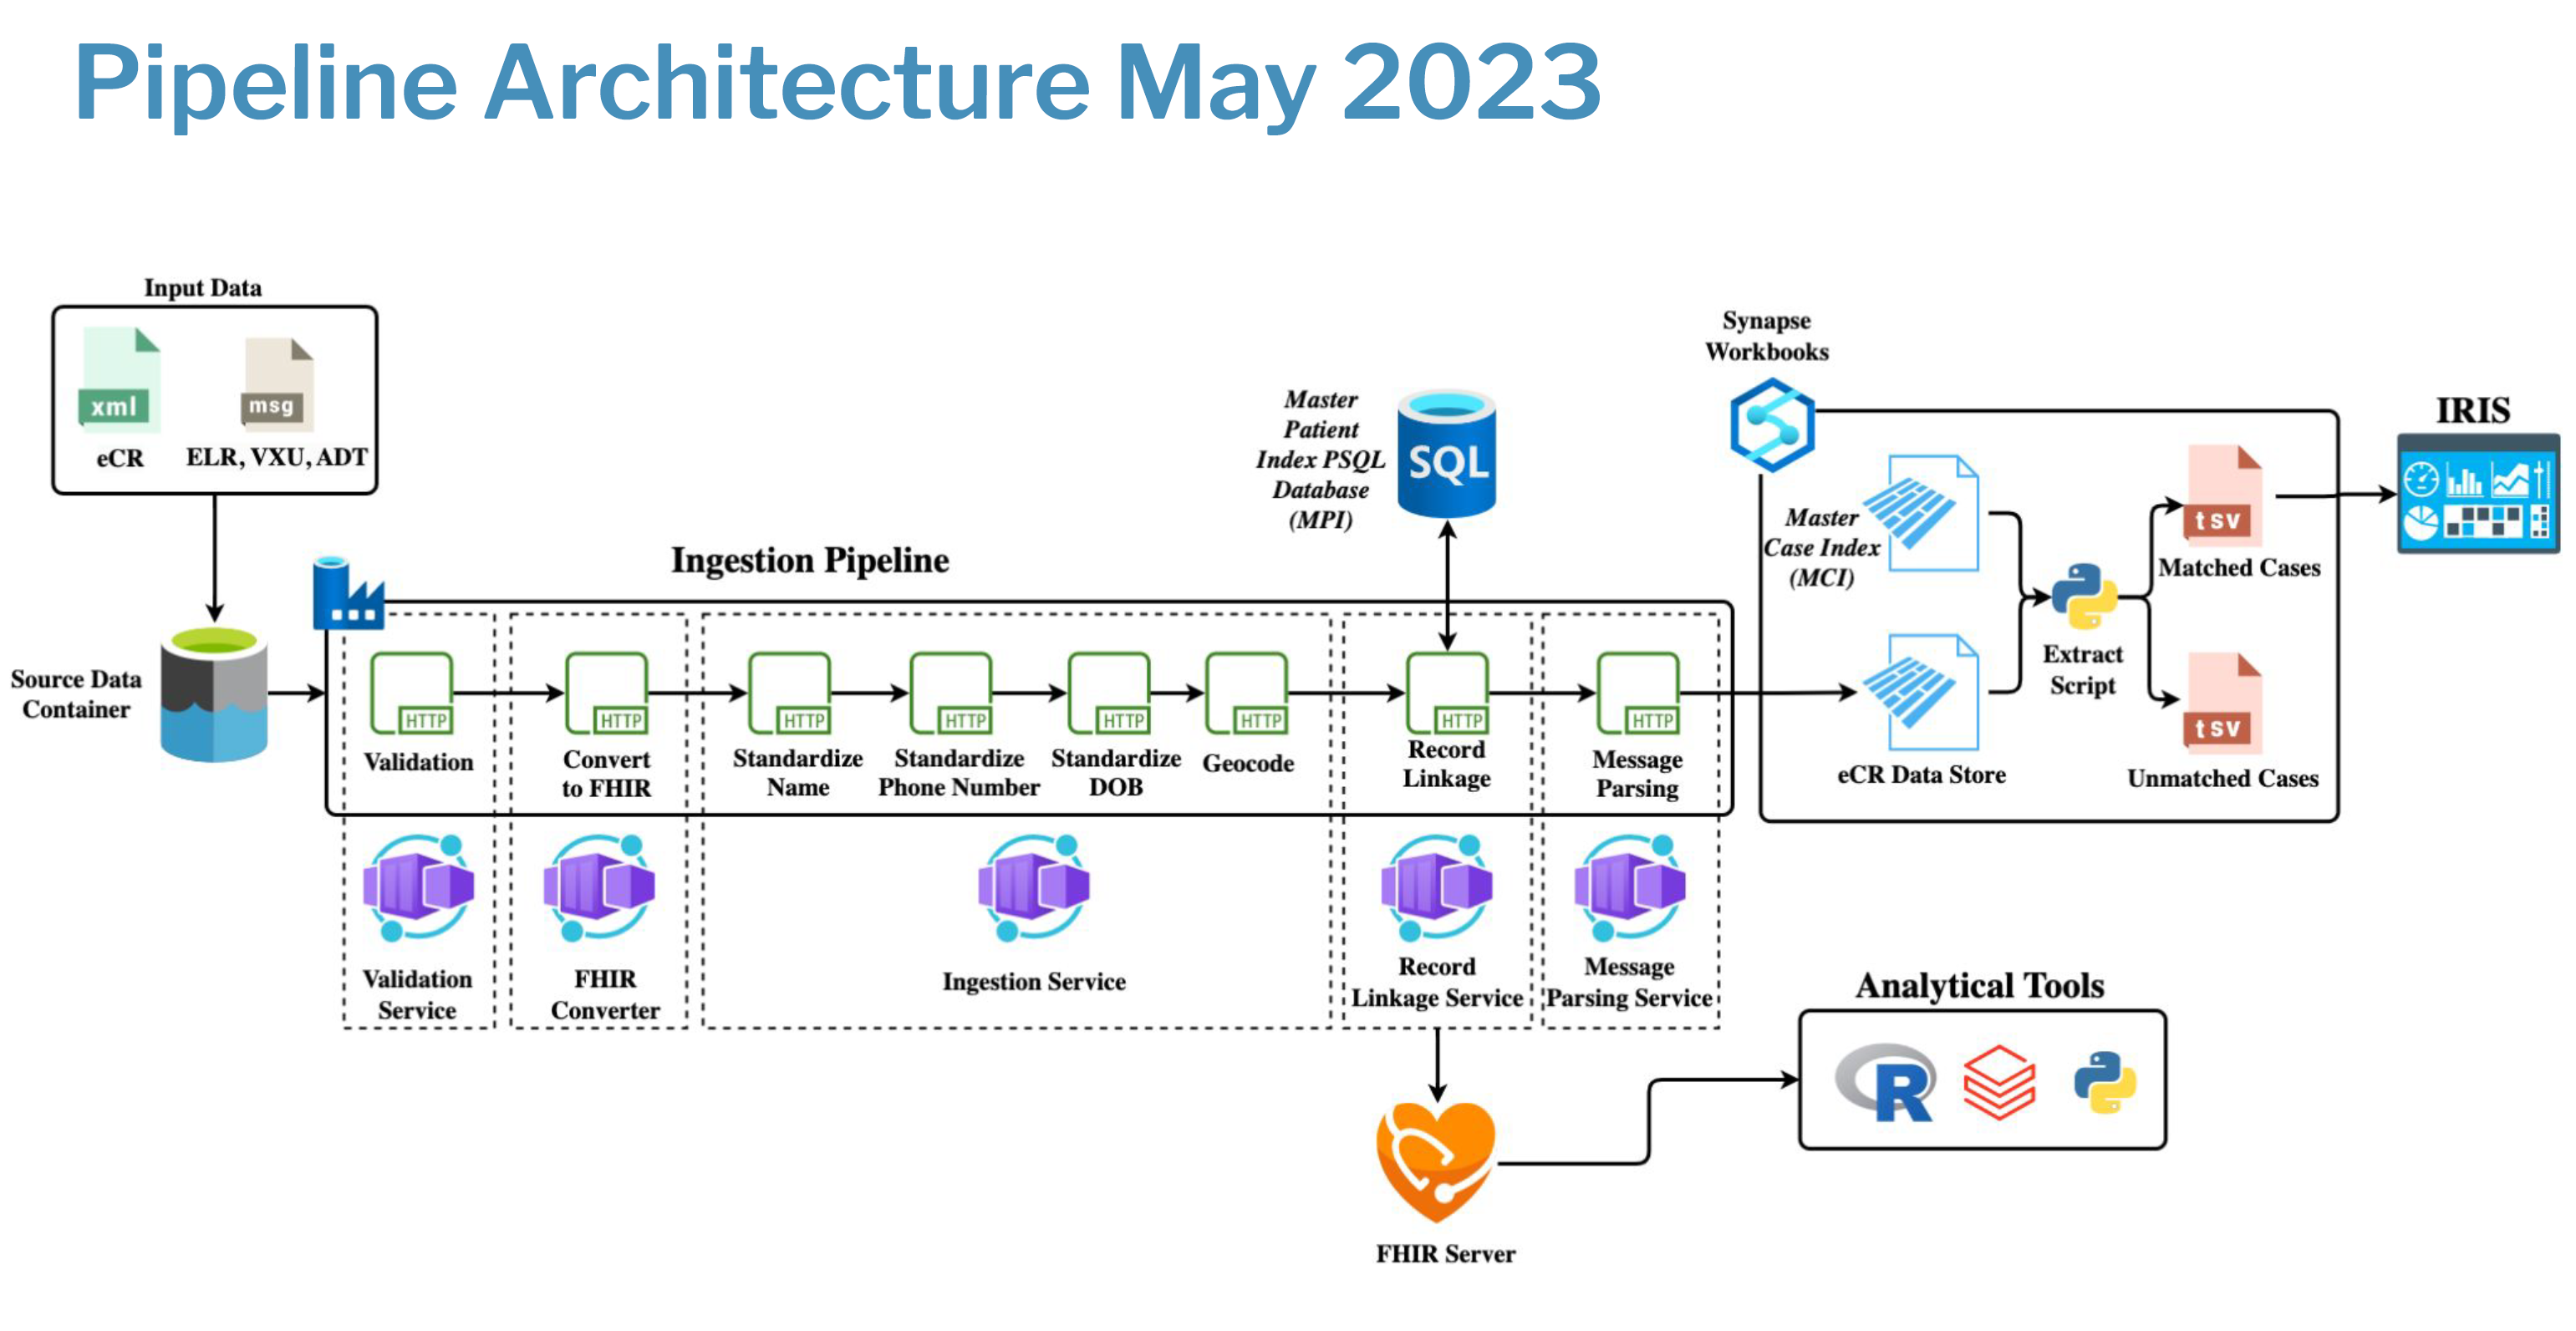 Pipeline Architecture May 2023
Input Data
xml
msg
eCR
ELR, VXU, ADT
Source Data
Container
Ingestion Pipeline
Master
Patient
Index PSQL
Database
(MPI)
SQL
HTTP
Validation
HTTP
Convert
to FHIR
HTTP
Standardize
Name
HTTP
Standardize
Phone Number
HTTP
Standardize
DOB
HTTP
Geocode
HTTP
Record
Linkage
HTTP
Message
Parsing
Validation
Service
FHIR
Converter
Ingestion Service
Record
Linkage Service
Message
Parsing Service
FHIR Server
Synapse
Workbooks
Master
Case Index
(MCI)
eCR Data Store
Extract
Script
tsv
Matched Cases
tsv
Unmatched Cases
IRIS
Analytical Tools
R